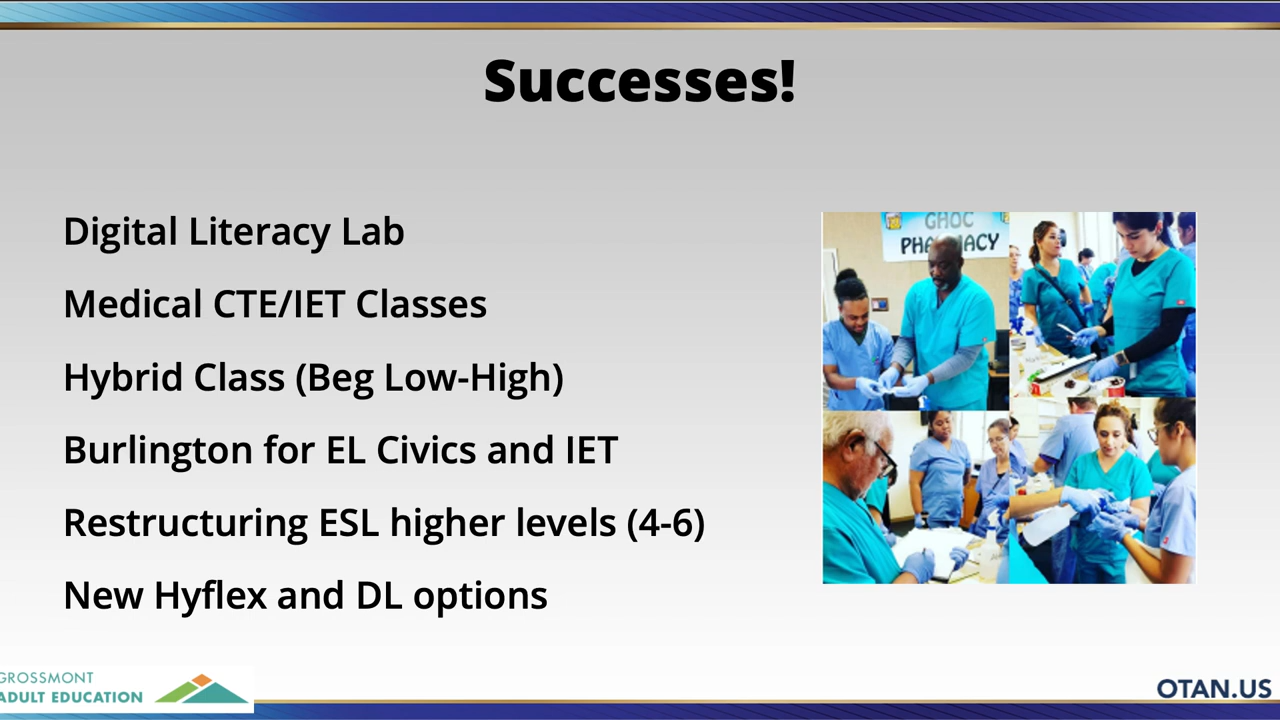 Successes!
Digital Literacy Lab
Medical CTE/IET Classes
Hybrid Class (Beg Low-High)
Burlington for EL Civics and IET
Restructuring ESL higher levels (4-6)
New Hyflex and DL options
GHOC
PHARMACY
GROSSMONT
ADULT EDUCATION
OTAN.US